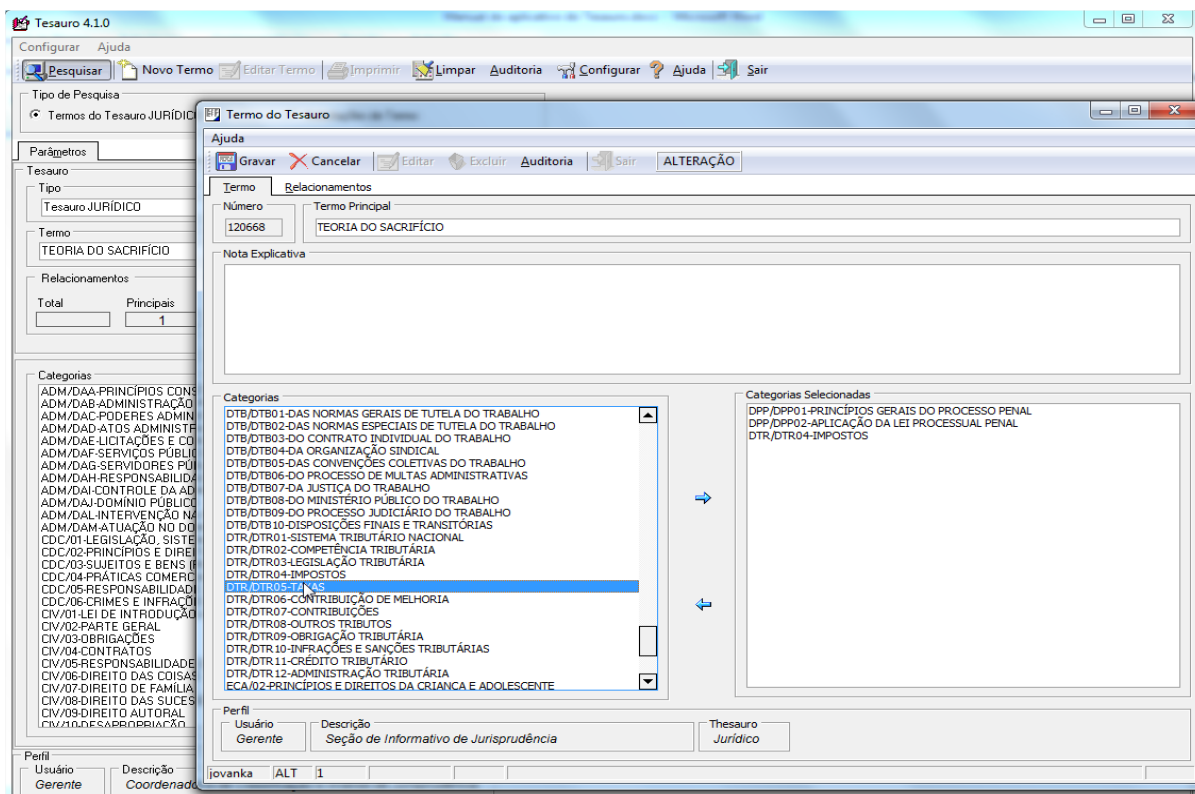 Tesauro 4.1.0
Configurar Ajuda
Pesquisar Novo Termo Editar Termo Imprimir Limpar Auditoria Configurar Ajuda Sair
Tipo de Pesquisa
Termos do Tesauro JURÍDIC
Parâmetros
Tesauro
Tipo
Tesauro JURÍDICO
Termo
TEORIA DO SACRIFÍCIO
Relacionamentos
Total Principais
1
Categorias
ADM/DAA-PRINCÍPIOS CONS
ADM/DAB-ADMINISTRAÇÃO
ADM/DAC-PODERES ADMIN
ADM/DAD-ATOS ADMINISTR
ADM/DAE-LICITAÇÕES E CO
ADM/DAF-SERVIÇOS PÚBLIC
ADM/DAG-SERVIDORES PÚI
ADM/DAH-RESPONSABILIDA
ADM/DAI-CONTROLE DA AD
ADM/DAJ-DOMÍNIO PÚBLICO
ADM/DAL-INTERVENÇÃO NA
ADM/DAM-ATUAÇÃO NO DO
CDC/01-LEGISLAÇÃO, SISTE
CDC/02-PRINCÍPIOS E DIREI
CDC/03-SUJEITOS E BENS (
CDC/04-PRÁTICAS COMERC
CDC/05-RESPONSABILIDADI
CDC/06-CRIMES E INFRAÇÕ
CIV/01-LEI DE INTRODUÇÃO
CIV/02-PARTE GERAL
CIV/03-OBRIGAÇÕES
CIV/04-CONTRATOS
CIV/05-RESPONSABILIDADE
CIV/06-DIREITO DAS COISAS
CIV/07-DIREITO DE FAMÍLIA
CIV/08-DIREITO DAS SUCES
CIV/09-DIREITO AUTORAL
CIV/10-DESAPROPRIAÇÃO
Perfil
Usuário Descrição
Gerente Coordenado
Termo do Tesauro
Ajuda
Gravar Cancelar Editar Excluir Auditoria Sair ALTERAÇÃO
Termo Relacionamentos
Número Termo Principal
120668 TEORIA DO SACRIFÍCIO
Nota Explicativa
Categorias
DTB/DTB01-DAS NORMAS GERAIS DE TUTELA DO TRABALHO
DTB/DTB02-DAS NORMAS ESPECIAIS DE TUTELA DO TRABALHO
DTB/DTB03-DO CONTRATO INDIVIDUAL DO TRABALHO
DTB/DTB04-DA ORGANIZAÇÃO SINDICAL
DTB/DTB05-DAS CONVENÇÕES COLETIVAS DO TRABALHO
DTB/DTB06-DO PROCESSO DE MULTAS ADMINISTRATIVAS
DTB/DTB07-DA JUSTIÇA DO TRABALHO
DTB/DTB08-DO MINISTÉRIO PÚBLICO DO TRABALHO
DTB/DTB09-DO PROCESSO JUDICIÁRIO DO TRABALHO
DTB/DTB10-DISPOSIÇÕES FINAIS E TRANSITÓRIAS
DTR/DTR01-SISTEMA TRIBUTÁRIO NACIONAL
DTR/DTR02-COMPETÊNCIA TRIBUTÁRIA
DTR/DTR03-LEGISLAÇÃO TRIBUTÁRIA
DTR/DTR04-IMPOSTOS
DTR/DTR05-TAXAS
DTR/DTR06-CONTRIBUIÇÃO DE MELHORIA
DTR/DTR07-CONTRIBUIÇÕES
DTR/DTR08-OUTROS TRIBUTOS
DTR/DTR09-OBRIGAÇÃO TRIBUTÁRIA
DTR/DTR10-INFRAÇÕES E SANÇÕES TRIBUTÁRIAS
DTR/DTR11-CRÉDITO TRIBUTÁRIO
DTR/DTR12-ADMINISTRAÇÃO TRIBUTÁRIA
ECA/02-PRINCÍPIOS E DIREITOS DA CRIANCA E ADOLESCENTE
Categorias Selecionadas
DPP/DPP01-PRINCÍPIOS GERAIS DO PROCESSO PENAL
DPP/DPP02-APLICAÇÃO DA LEI PROCESSUAL PENAL
DTR/DTR04-IMPOSTOS
Perfil
Usuário Descrição Thesauro
Gerente Seção de Informativo de Jurisprudência Jurídico
jovanka ALT 1